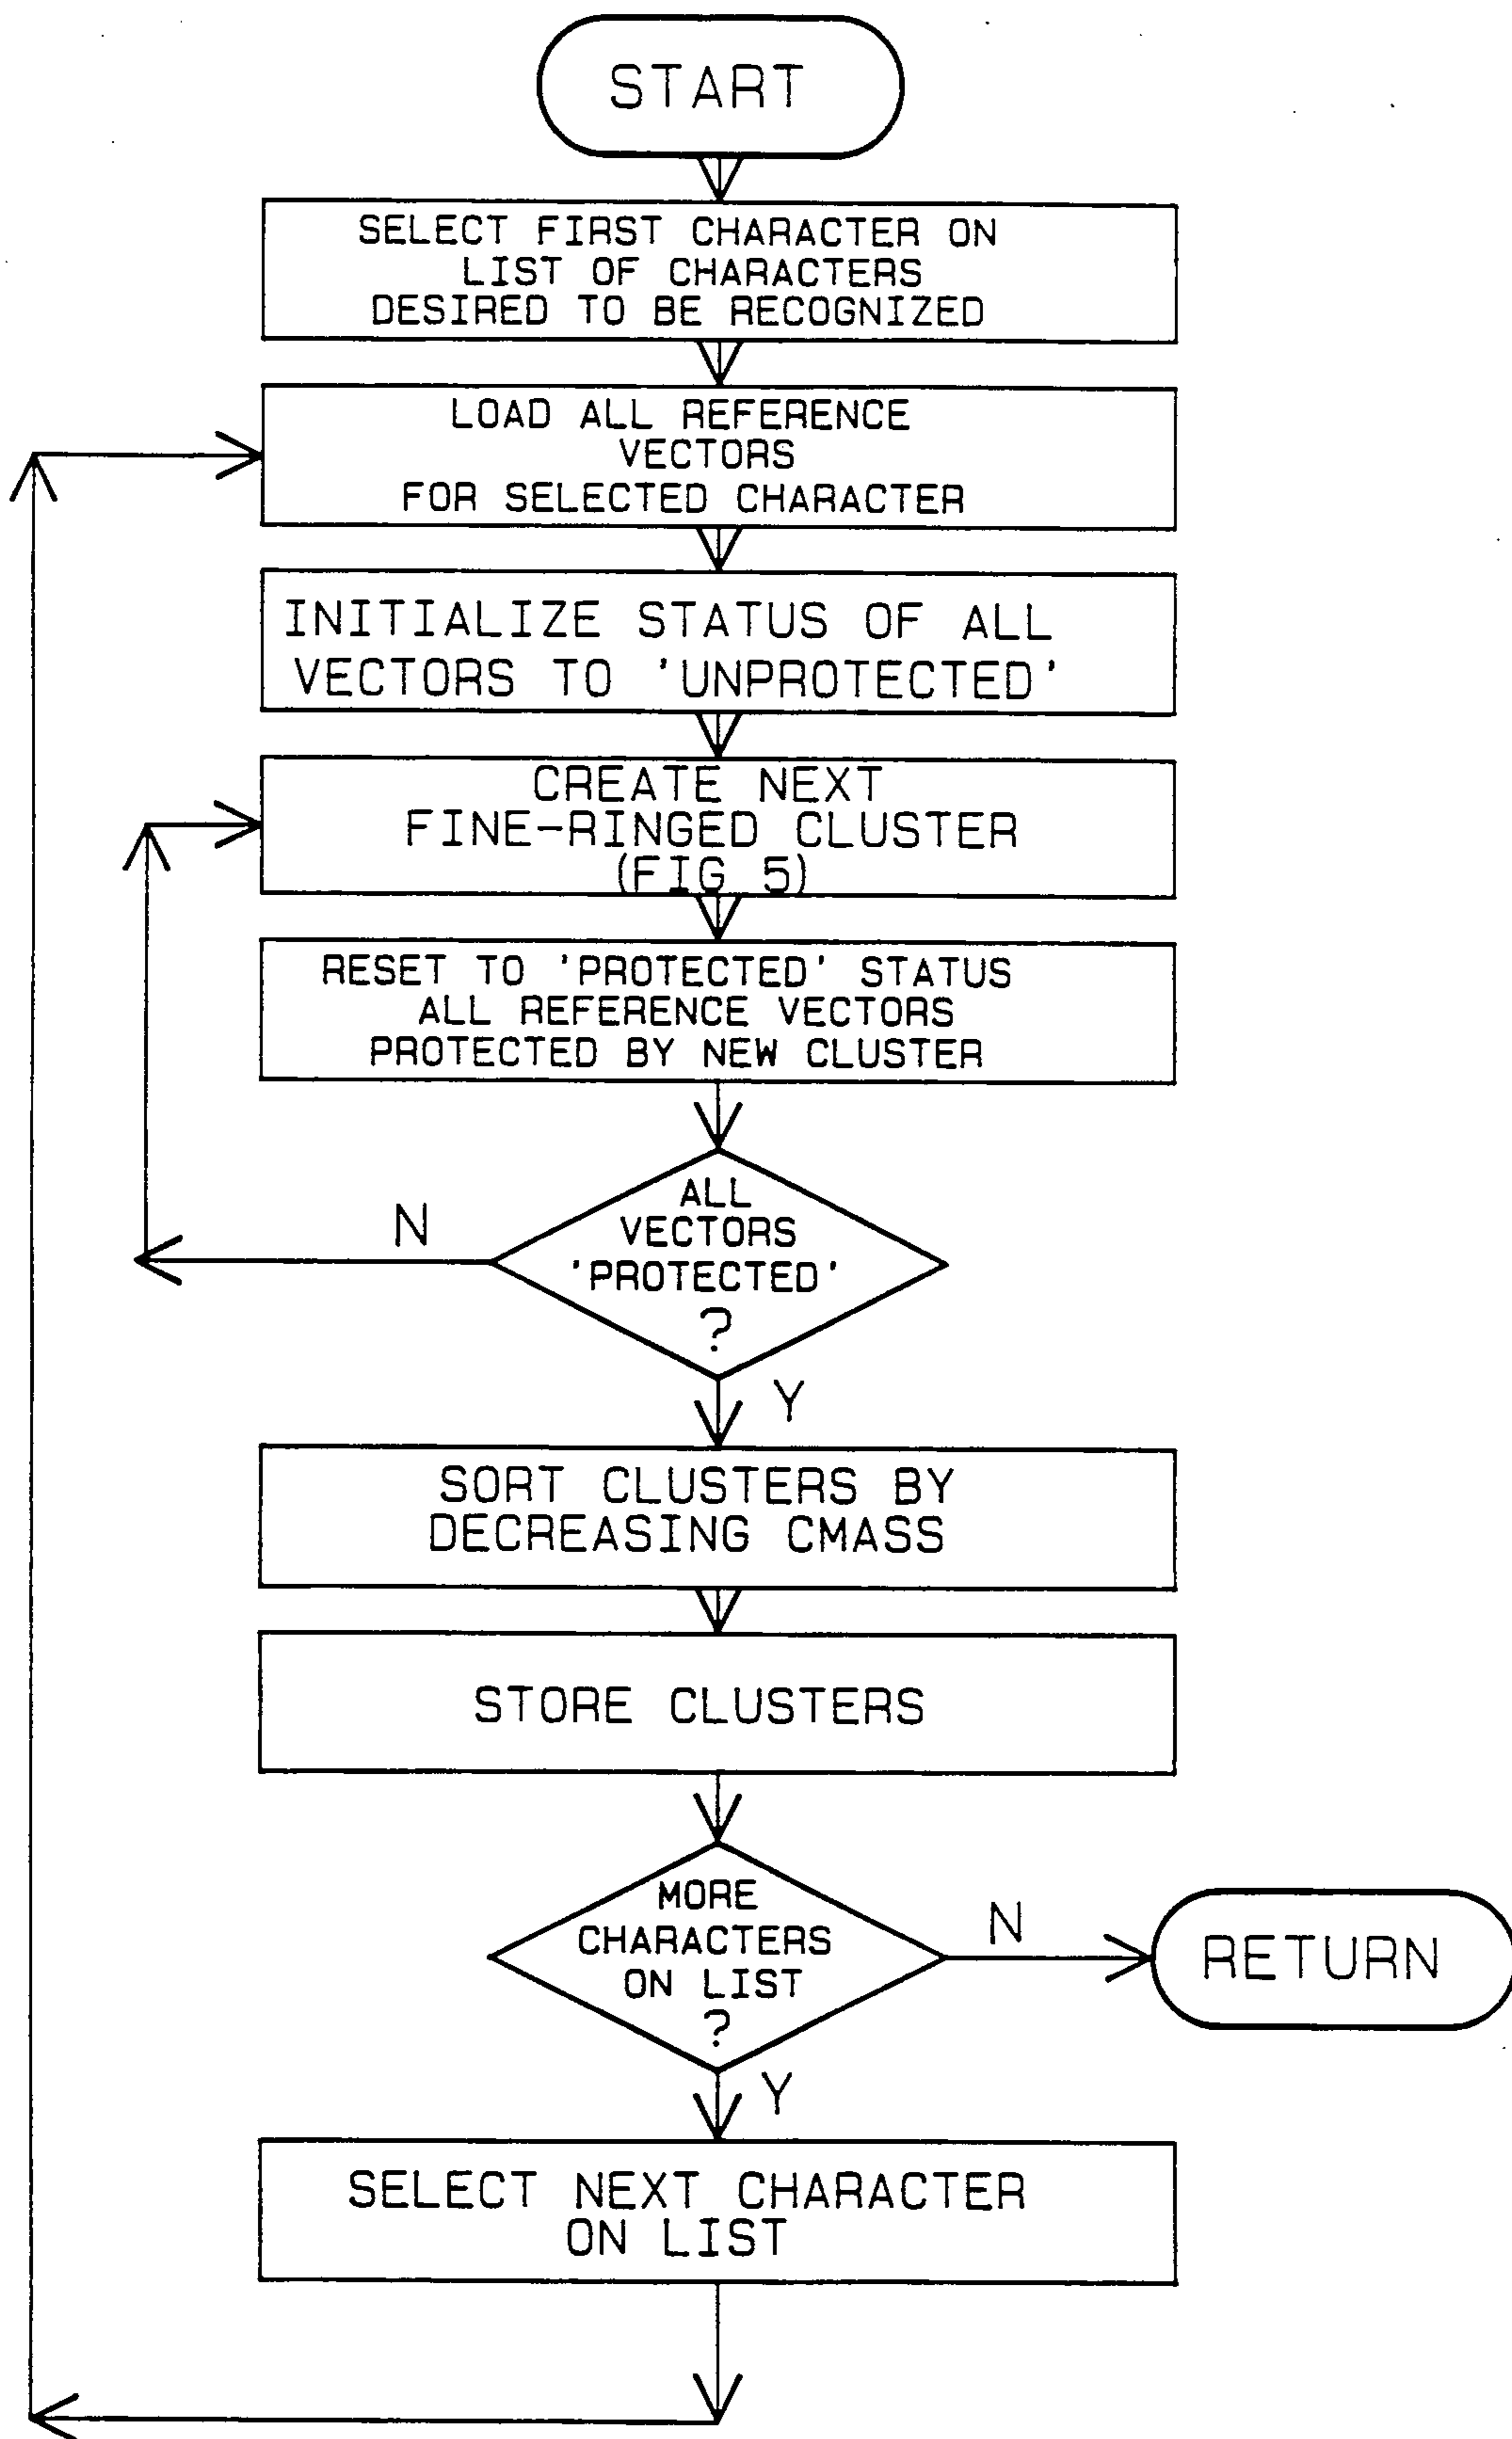 START
SELECT FIRST CHARACTER ON
LIST OF CHARACTERS
DESIRED TO BE RECOGNIZED
LOAD ALL REFERENCE
VECTORS
FOR SELECTED CHARACTER
INITIALIZE STATUS OF ALL
VECTORS TO 'UNPROTECTED'
CREATE NEXT
FINE-RINGED CLUSTER
(FIG 5)
RESET TO 'PROTECTED' STATUS
ALL REFERENCE VECTORS
PROTECTED BY NEW CLUSTER
ALL
VECTORS
'PROTECTED'
?
N
Y
SORT CLUSTERS BY
DECREASING CMASS
STORE CLUSTERS
MORE
CHARACTERS
ON LIST
?
N
RETURN
Y
SELECT NEXT CHARACTER
ON LIST